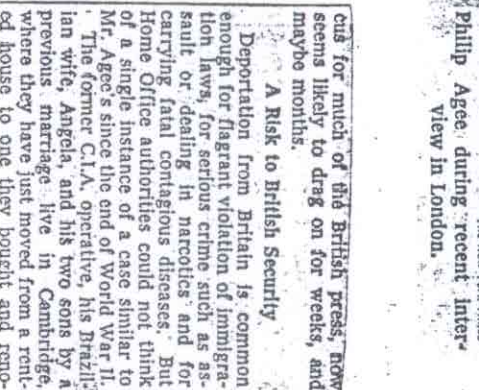 Philip Agee during recent inter-
view in London.
cus for much of the British press, now
seems likely to drag on for weeks, and
maybe months.
A Risk to British Security
Deportation from Britain is common
enough for flagrant violation of immigra-
tion laws, for serious crime such as as-
sault or dealing in narcotics and for
carrying fatal contagious diseases. But
Home Office authorities could not think
of a single instance of a case similar to
Mr. Agee's since the end of World War II.
The former C.I.A. operative, his Brazil-
ian wife, Angela, and his two sons by a
previous marriage live in Cambridge,
where they have just moved from a rent-
ed house to one they bought and reno-